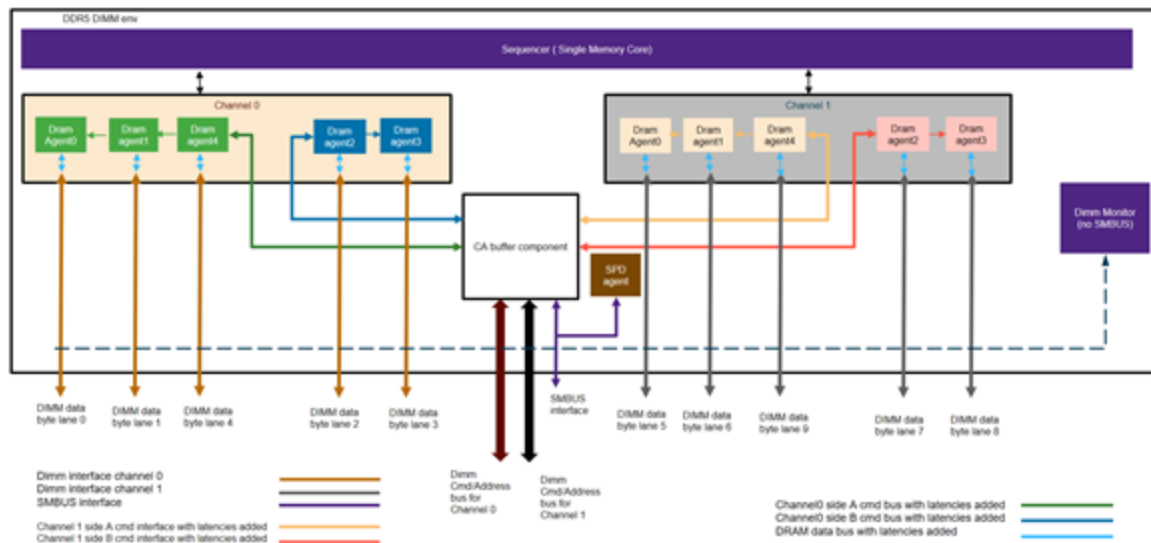 DDR5 DIMM env
Sequencer ( Single Memory Core)
Channel 0
Channel 1
Dram
Agent0
Dram
agent1
Dram
agent4
Dram
agent2
Dram
agent3
Dram
Agent0
Dram
agent1
Dram
agent4
Dram
agent2
Dram
agent3
CA buffer component
SPD
agent
Dimm Monitor
(no SMBUS)
DIMM data
byte lane 0
DIMM data
byte lane 1
DIMM data
byte lane 4
DIMM data
byte lane 2
DIMM data
byte lane 3
SMBUS
interface
DIMM data
byte lane 5
DIMM data
byte lane 6
DIMM data
byte lane 9
DIMM data
byte lane 7
DIMM data
byte lane 8
Dimm
Cmd/Address
bus for
Channel 0
Dimm
Cmd/Address
bus for
Channel 1
Dimm interface channel 0
Dimm interface channel 1
SMBUS interface
Channel 1 side A cmd interface with latencies added
Channel 1 side B cmd interface with latencies added
Channel0 side A cmd bus with latencies added
Channel0 side B cmd bus with latencies added
DRAM data bus with latencies added